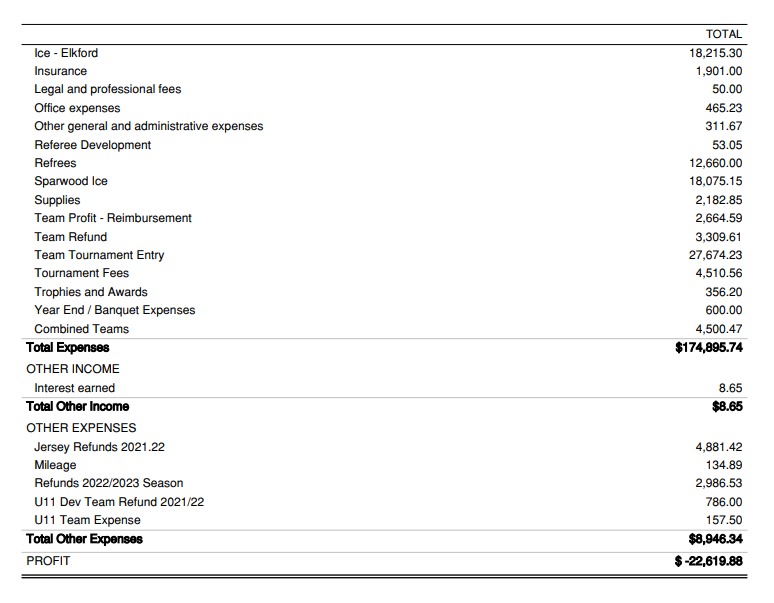 TOTAL
Ice - Elkford 18,215.30
Insurance 1,901.00
Legal and professional fees 50.00
Office expenses 465.23
Other general and administrative expenses 311.67
Referee Development 53.05
Refrees 12,660.00
Sparwood Ice 18,075.15
Supplies 2,182.85
Team Profit - Reimbursement 2,664.59
Team Refund 3,309.61
Team Tournament Entry 27,674.23
Tournament Fees 4,510.56
Trophies and Awards 356.20
Year End / Banquet Expenses 600.00
Combined Teams 4,500.47
Total Expenses $174,895.74
OTHER INCOME
Interest earned 8.65
Total Other Income $8.65
OTHER EXPENSES
Jersey Refunds 2021.22 4,881.42
Mileage 134.89
Refunds 2022/2023 Season 2,986.53
U11 Dev Team Refund 2021/22 786.00
U11 Team Expense 157.50
Total Other Expenses $8,946.34
PROFIT $ -22,619.88